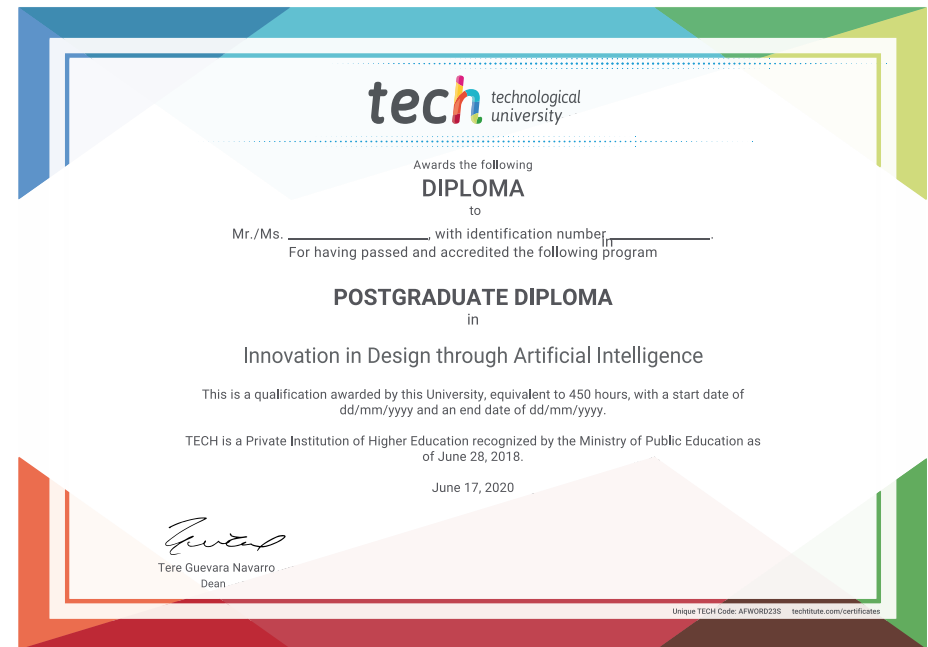 tech technological
university
Awards the following
DIPLOMA
to
Mr./Ms. ____________, with identification number ____________.
in
For having passed and accredited the following program
POSTGRADUATE DIPLOMA
in
Innovation in Design through Artificial Intelligence
This is a qualification awarded by this University, equivalent to 450 hours, with a start date of
dd/mm/yyyy and an end date of dd/mm/yyyy.
TECH is a Private Institution of Higher Education recognized by the Ministry of Public Education as
of June 28, 2018.
June 17, 2020
Tere Guevara Navarro
Dean
Unique TECH Code: AFWORD23S techtitute.com/certificates